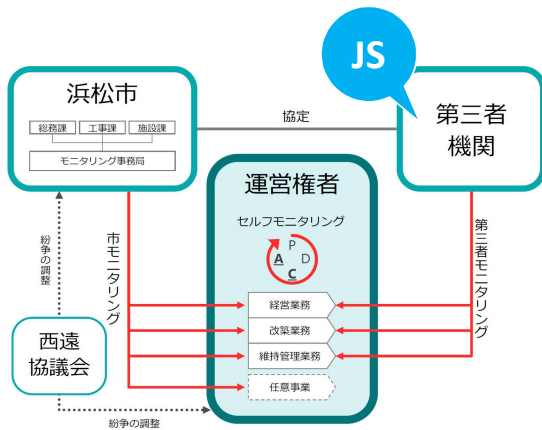 JS
浜松市
総務課
工事課
施設課
モニタリング事務局
協定
第三者
機関
運営権者
セルフモニタリング
P
D
C
A
経営業務
改築業務
維持管理業務
任意事業
市モニタリング
第三者モニタリング
紛争の調整
西遠
協議会
紛争の調整